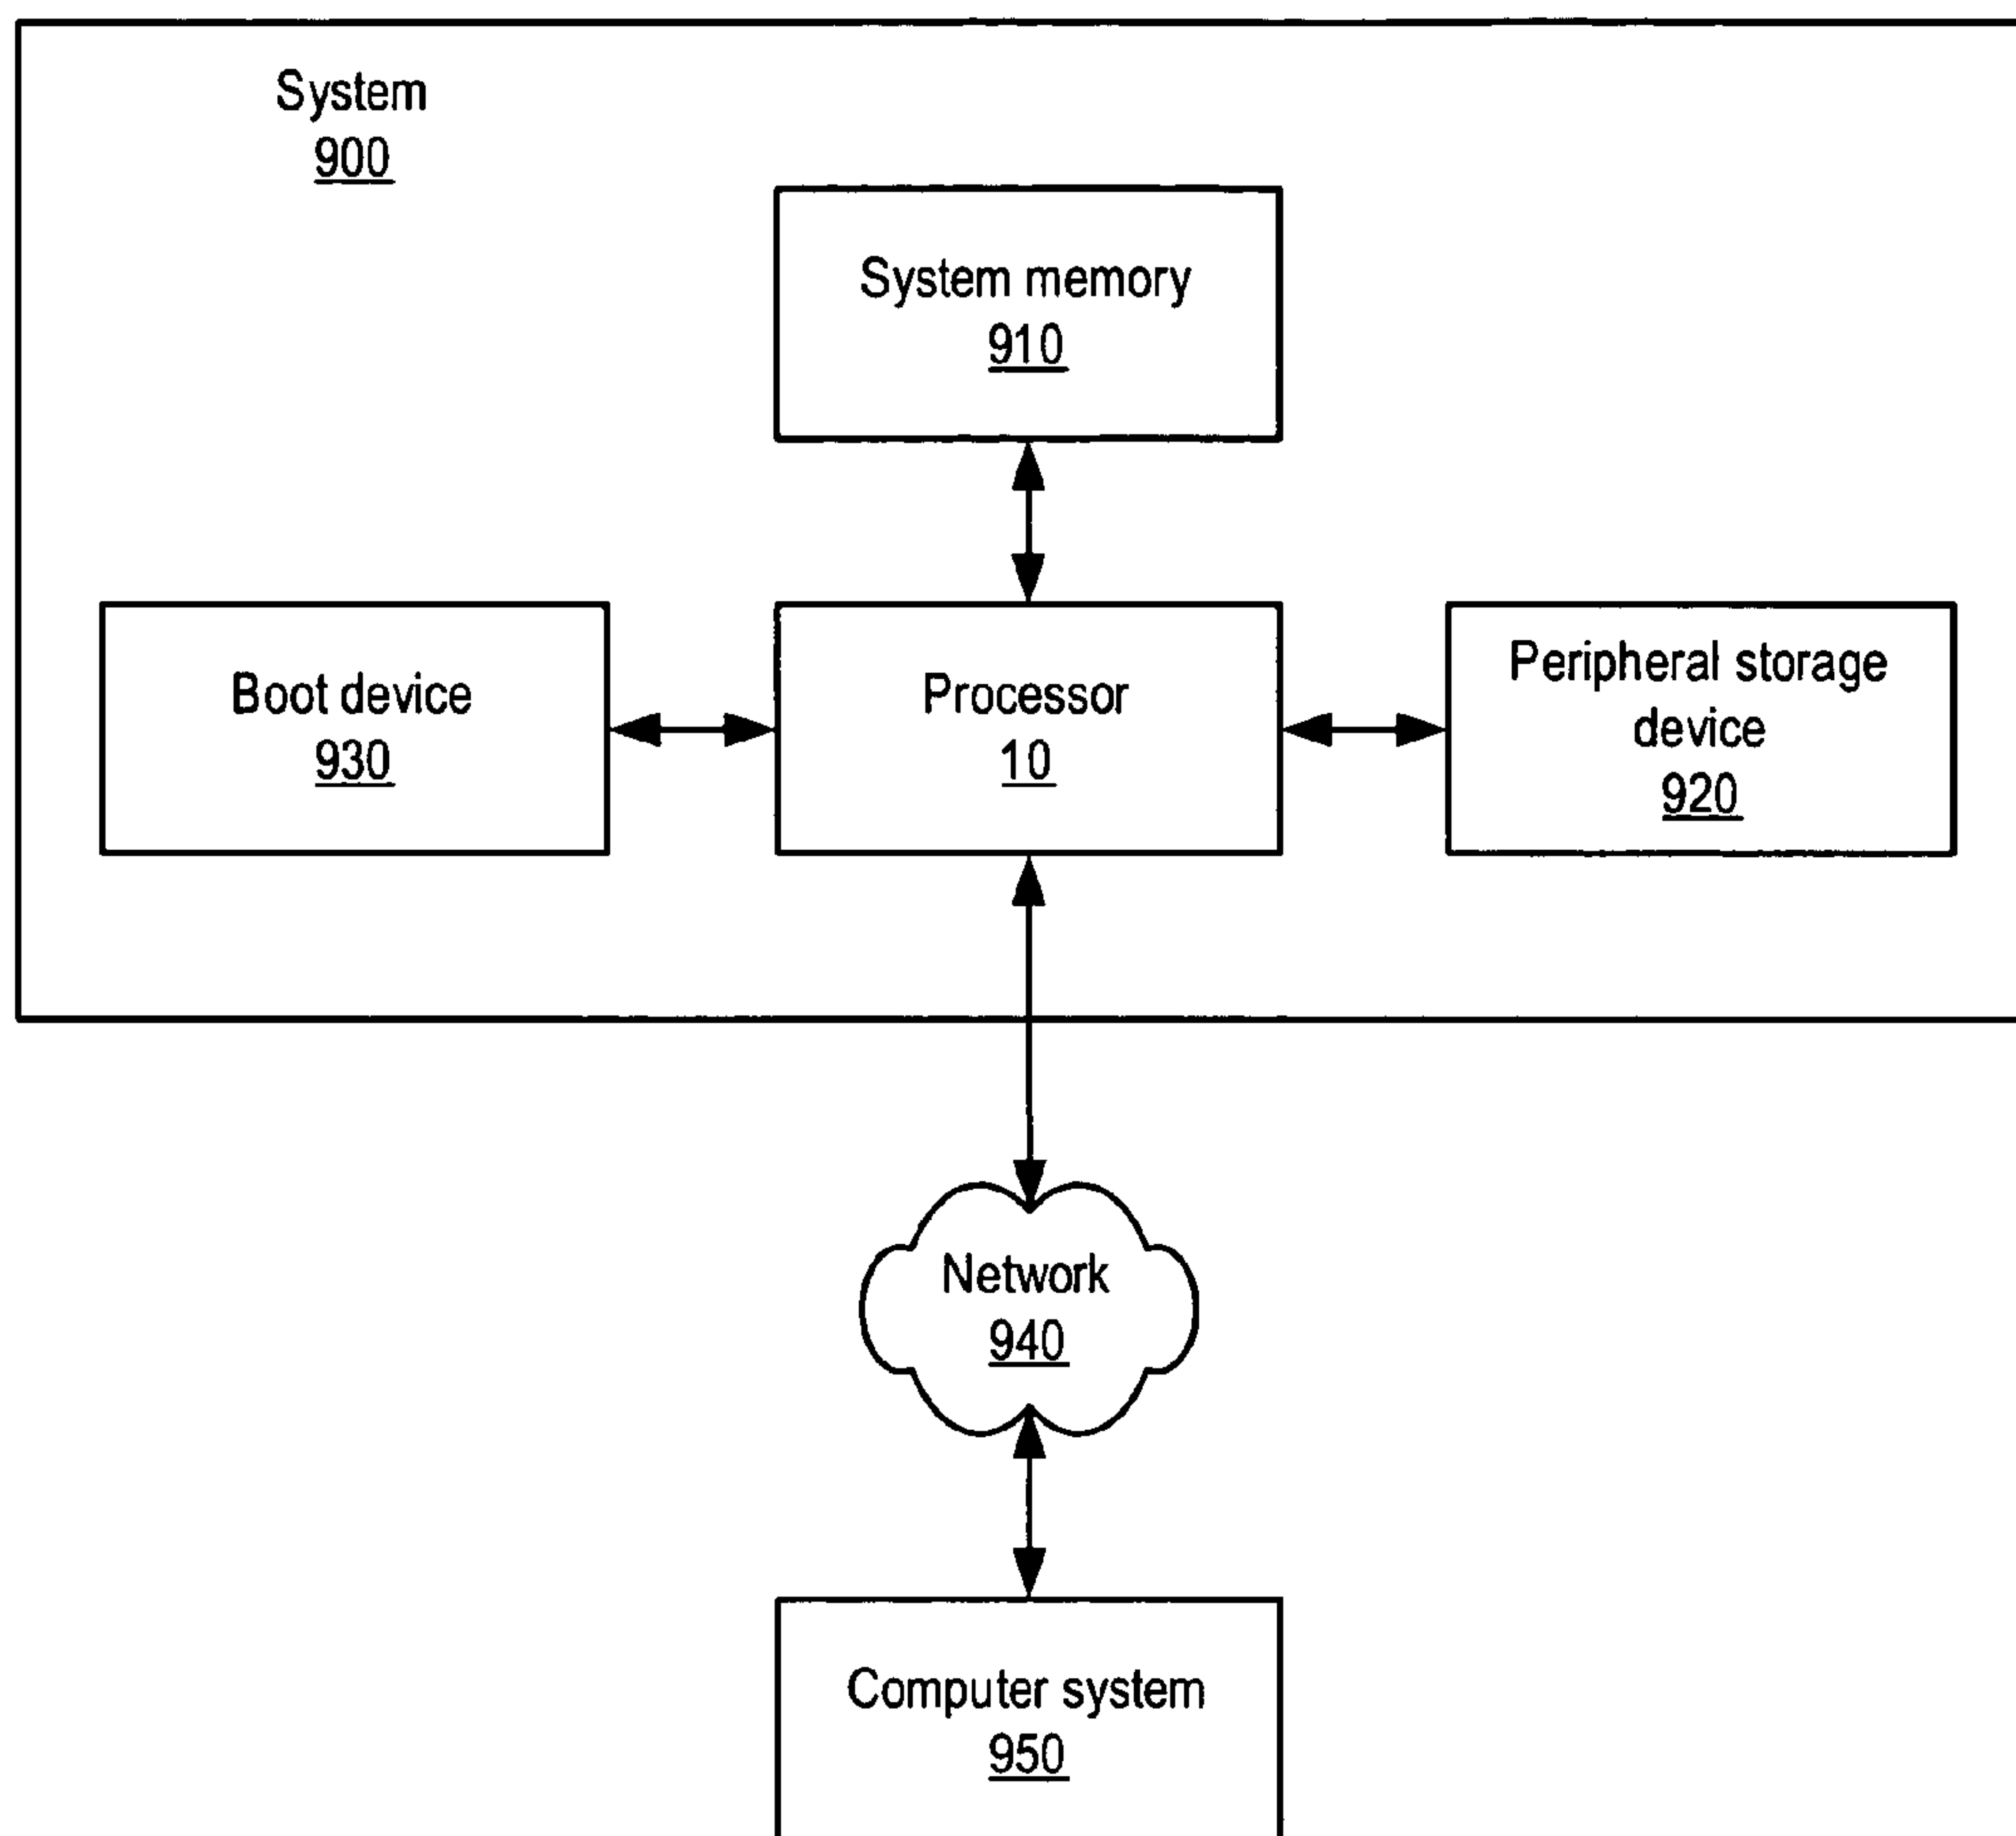 System
900
System memory
910
Boot device
930
Processor
10
Peripheral storage
device
920
Network
940
Computer system
950